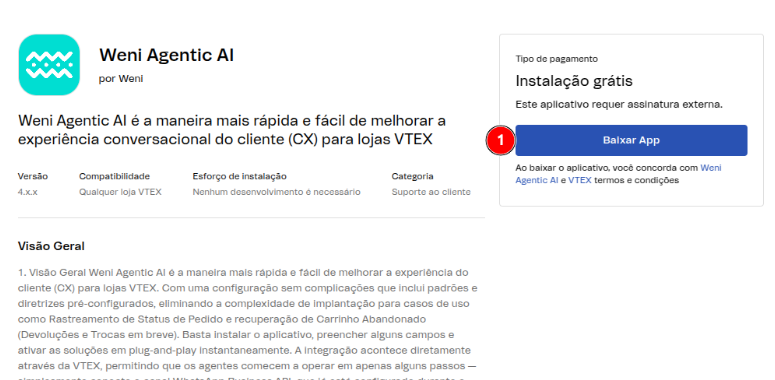 Weni Agentic AI
por Weni
Weni Agentic AI é a maneira mais rápida e fácil de melhorar a
experiência conversacional do cliente (CX) para lojas VTEX
Versão
4.x.x
Compatibilidade
Qualquer loja VTEX
Esforço de instalação
Nenhum desenvolvimento é necessário
Categoria
Suporte ao cliente
Tipo de pagamento
Instalação grátis
Este aplicativo requer assinatura externa.
1
Baixar App
Ao baixar o aplicativo, você concorda com Weni
Agentic AI e VTEX termos e condições
Visão Geral
1. Visão Geral Weni Agentic AI é a maneira mais rápida e fácil de melhorar a experiência do
cliente (CX) para lojas VTEX. Com uma configuração sem complicações que inclui padrões e
diretrizes pré-configurados, eliminando a complexidade de implantação para casos de uso
como Rastreamento de Status de Pedido e recuperação de Carrinho Abandonado
(Devoluções e Trocas em breve). Basta instalar o aplicativo, preencher alguns campos e
ativar as soluções em plug-and-play instantaneamente. A integração acontece diretamente
através da VTEX, permitindo que os agentes comecem a operar em apenas alguns passos —